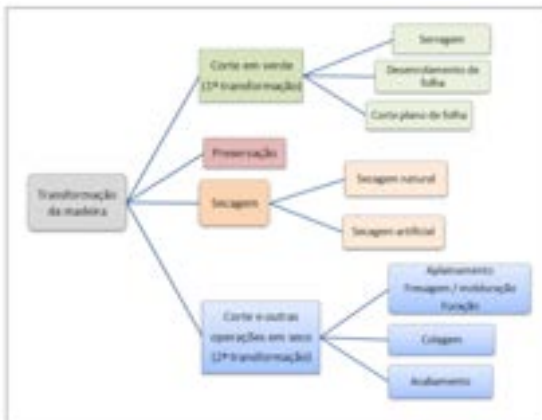 Transformação
da madeira
Corte em verde
(1ª transformação)
Serragem
Desenrolamento de
folha
Corte plano de folha
Preservação
Secagem
Secagem natural
Secagem artificial
Corte e outras
operações em seco
(2ª transformação)
Aplainamento
Fresagem / molduração
Furação
Colagem
Acabamento